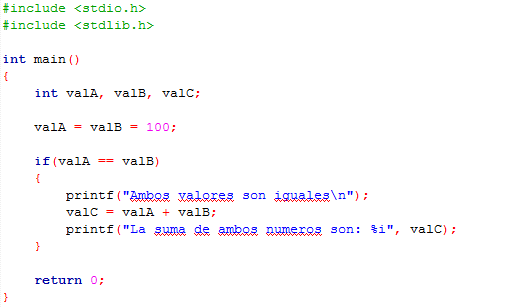 #include <stdio.h>
#include <stdlib.h>
int main()
{
int valA, valB, valC;
valA = valB = 100;
if(valA == valB)
{
printf("Ambos valores son iguales\n");
valC = valA + valB;
printf("La suma de ambos numeros son: %i", valC);
}
return 0;
}